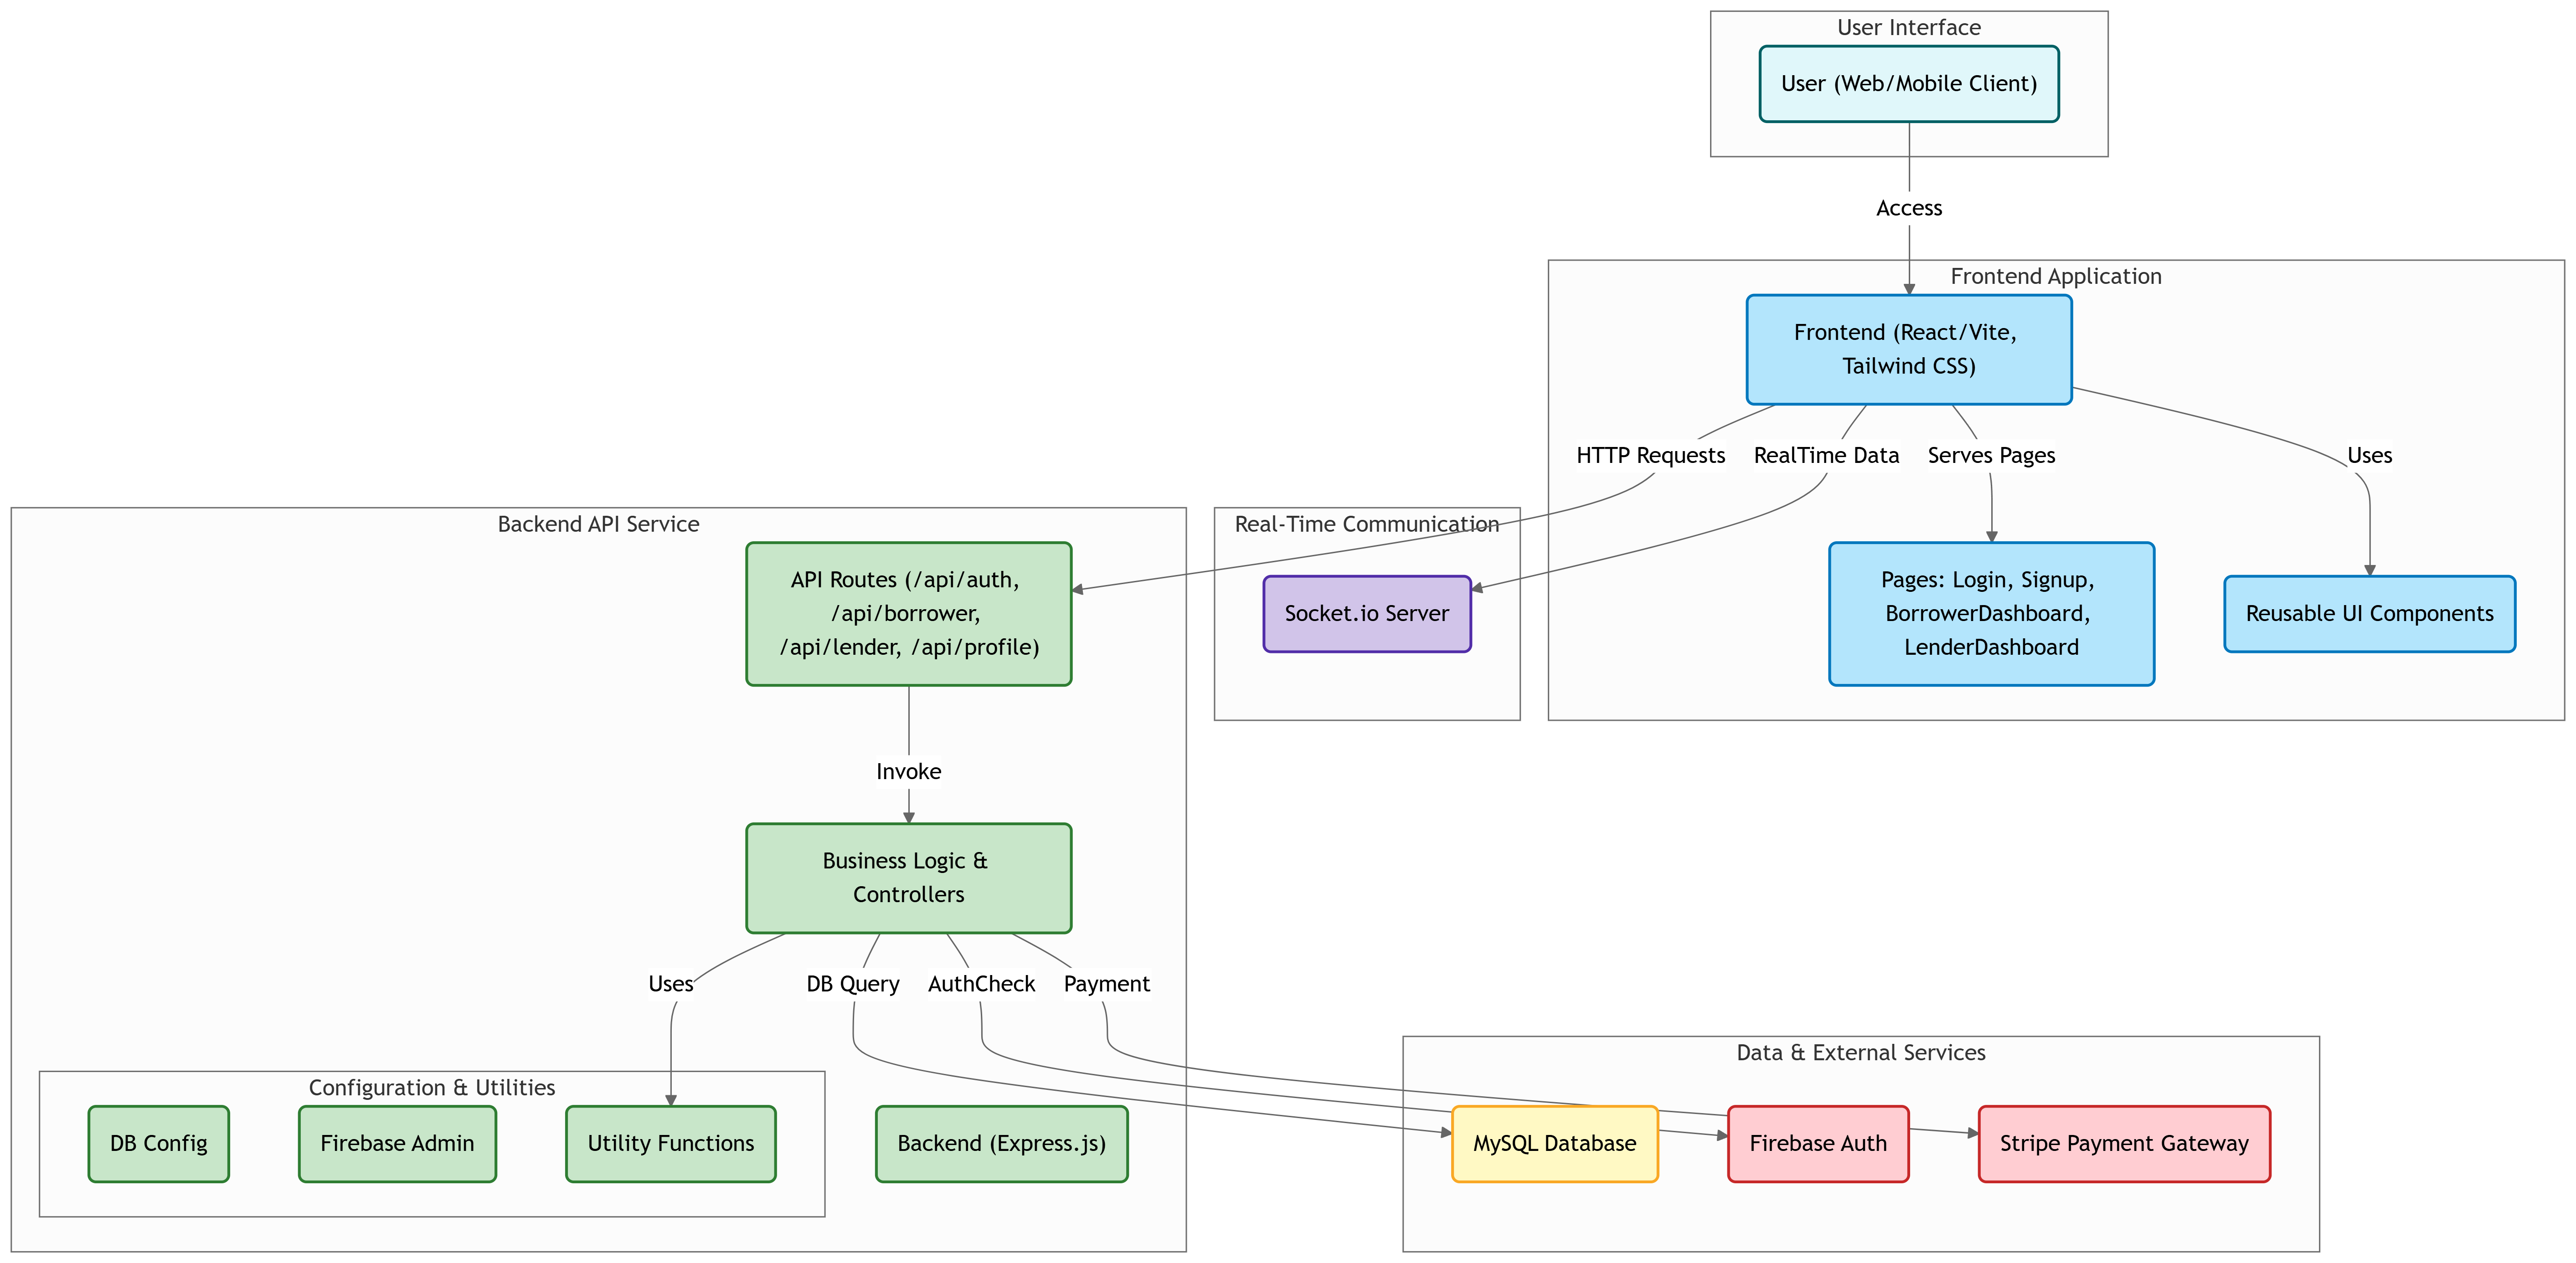 User Interface
User (Web/Mobile Client)
Access
Frontend Application
Frontend (React/Vite,
Tailwind CSS)
HTTP Requests
RealTime Data
Serves Pages
Uses
Backend API Service
Real-Time Communication
API Routes (/api/auth,
/api/borrower,
/api/lender, /api/profile)
Socket.io Server
Pages: Login, Signup,
BorrowerDashboard,
LenderDashboard
Reusable UI Components
Invoke
Business Logic &
Controllers
Uses
DB Query
AuthCheck
Payment
Configuration & Utilities
DB Config
Firebase Admin
Utility Functions
Backend (Express.js)
Data & External Services
MySQL Database
Firebase Auth
Stripe Payment Gateway